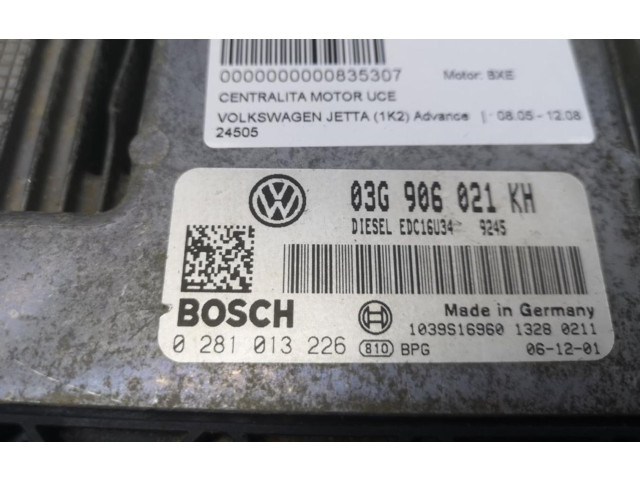 0000000000835307 Motor: BXE
CENTRALITA MOTOR UCE
VOLKSWAGEN JETTA (1K2) Advance | 08.05 - 12.08
24505
03G 906 021 KH
DIESEL EDC16U34 9245
BOSCH
Made in Germany
1039S16960 1328 0211
0 281 013 226 810 BPG 06-12-01